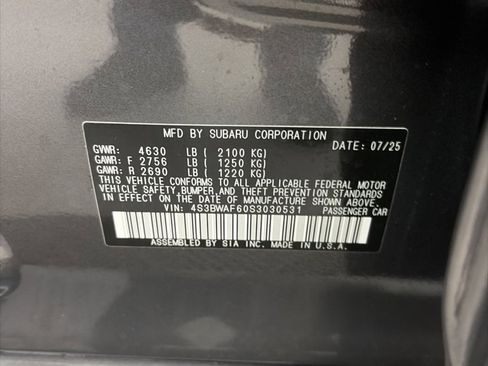 MFD BY SUBARU CORPORATION
GVWR: 4630 LB ( 2100 KG) DATE: 07/25
GAWR: F 2756 LB ( 1250 KG)
GAWR: R 2690 LB ( 1220 KG)
THIS VEHICLE CONFORMS TO ALL APPLICABLE FEDERAL MOTOR
VEHICLE SAFETY, BUMPER AND THEFT PREVENTION STANDARDS
IN EFFECT ON THE DATE OF MANUFACTURE SHOWN ABOVE.
VIN: 4S3BWAF60S3030531 PASSENGER CAR
ASSEMBLED BY SIA INC. MADE IN U.S.A.